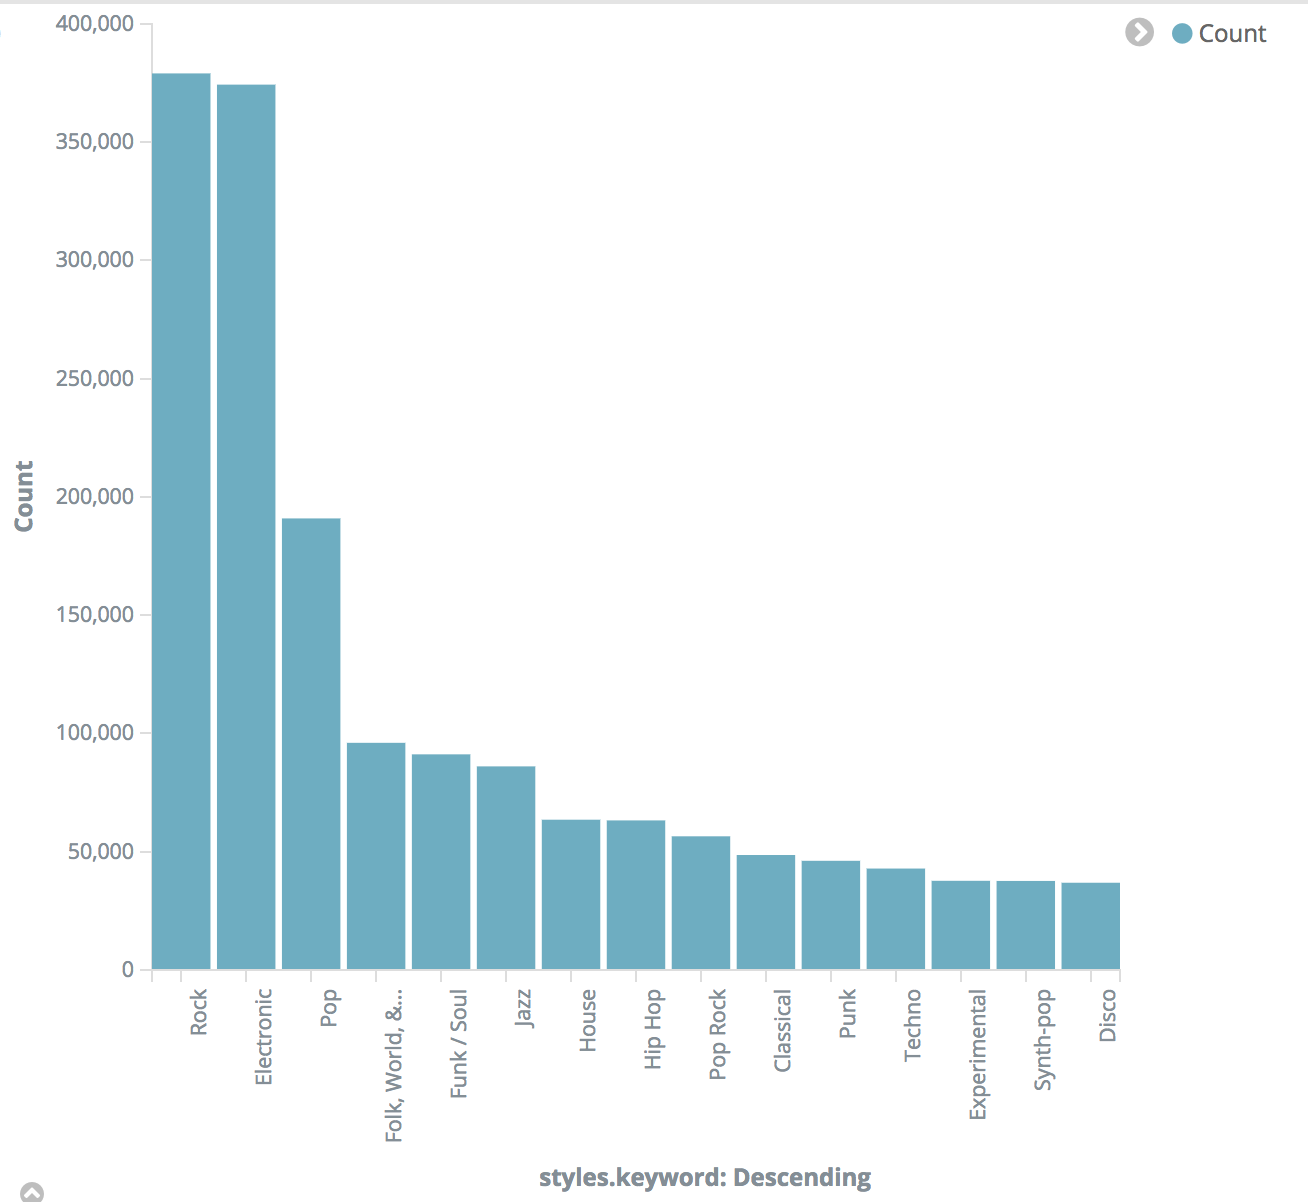 400,000
350,000
300,000
250,000
200,000
150,000
100,000
50,000
0
Count
Count
Rock
Electronic
Pop
Folk, World, &...
Funk / Soul
Jazz
House
Hip Hop
Pop Rock
Classical
Punk
Techno
Experimental
Synth-pop
Disco
styles.keyword: Descending